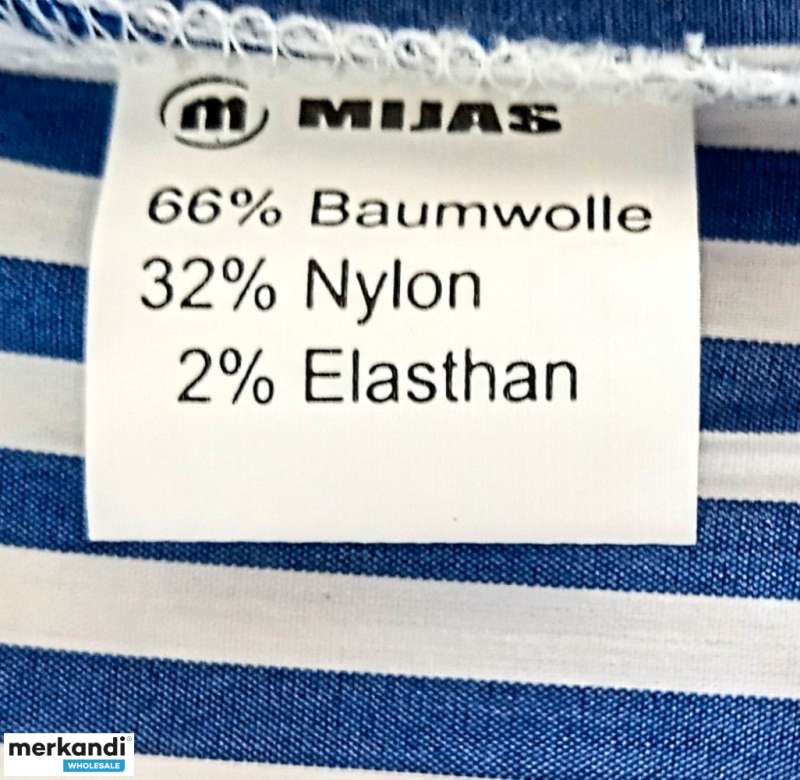 m MIJAS
66% Baumwolle
32% Nylon
2% Elasthan
merkandi
WHOLESALE